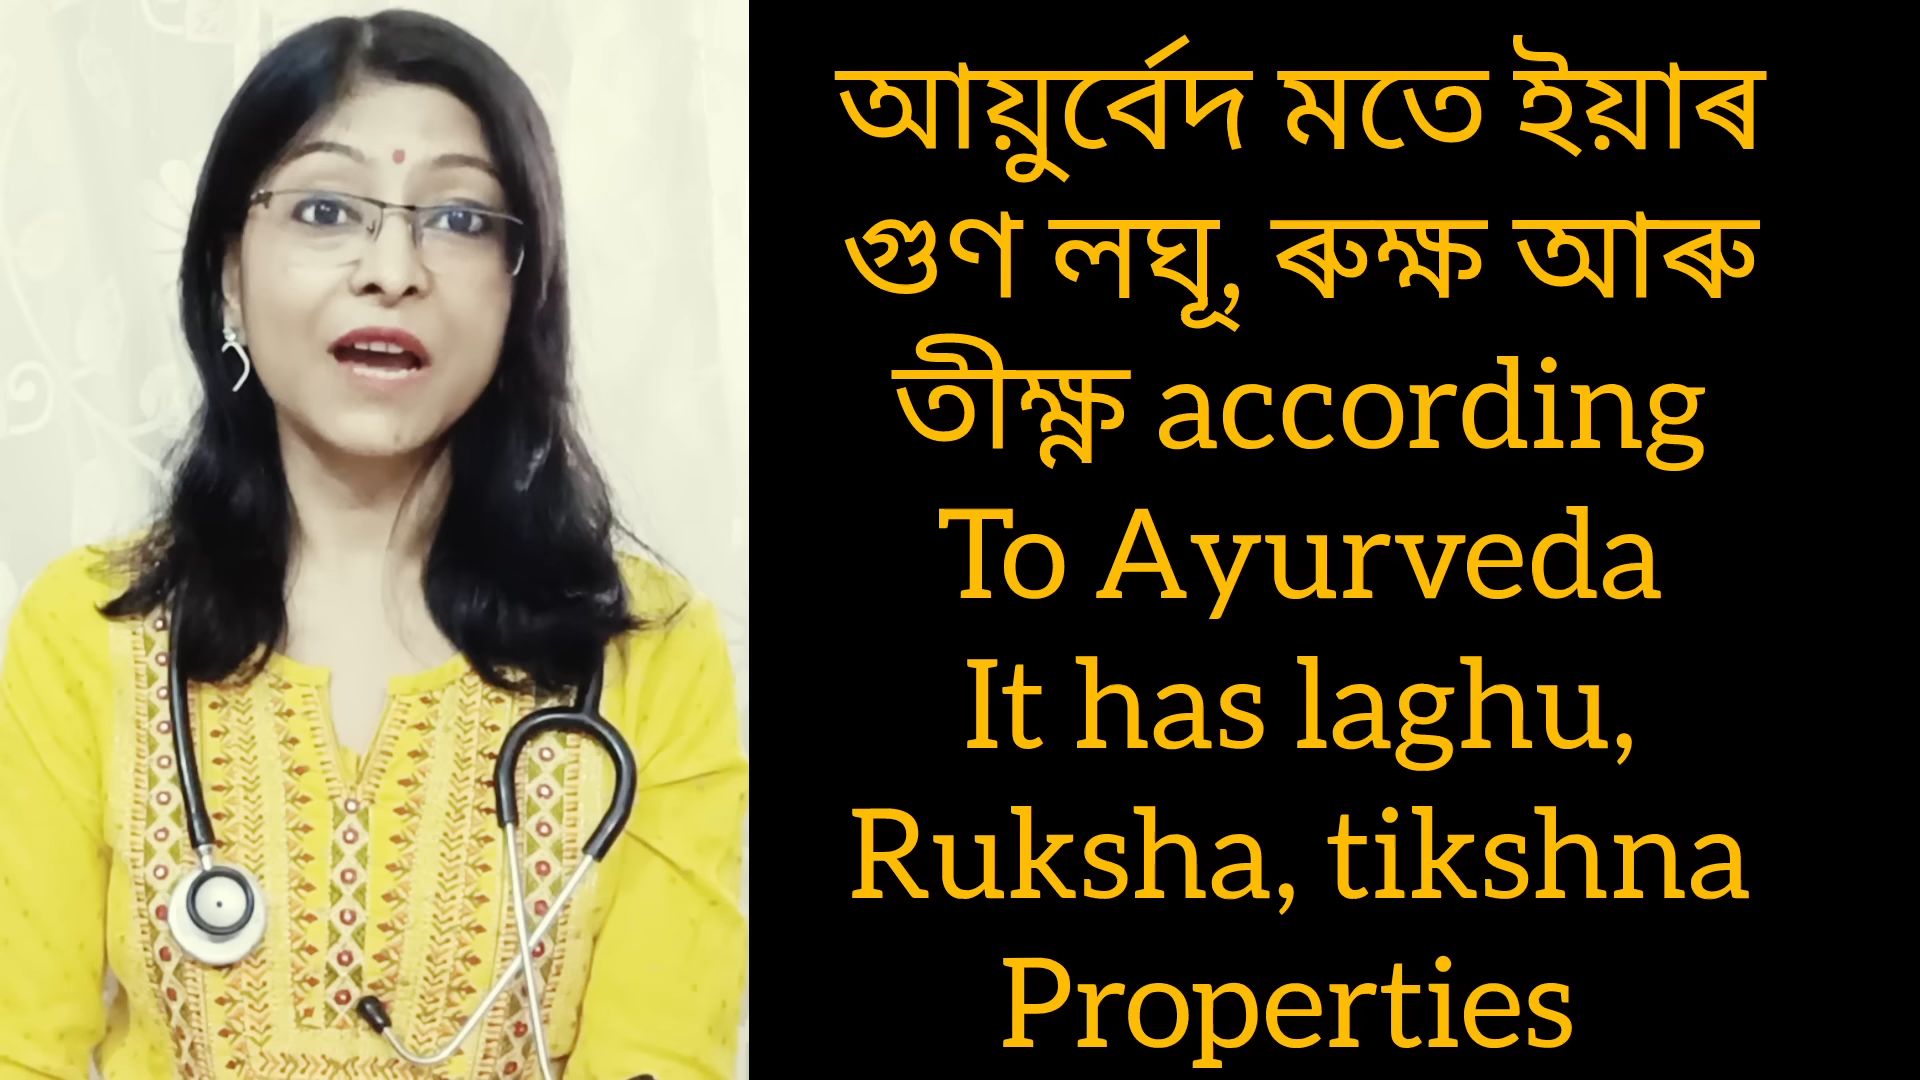 আয়ুৰ্বেদ মতে ইয়াৰ
গুণ লঘূ, ৰুক্ষ আৰু
তীক্ষ্ণ according
To Ayurveda
It has laghu,
Ruksha, tikshna
Properties